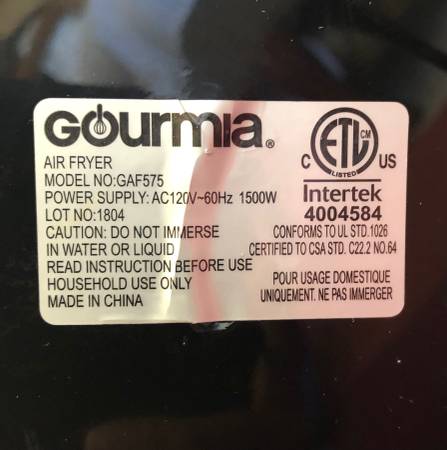 Gourmia®
AIR FRYER
MODEL NO:GAF575
POWER SUPPLY: AC120V~60Hz 1500W
LOT NO:1804
CAUTION: DO NOT IMMERSE
IN WATER OR LIQUID
READ INSTRUCTION BEFORE USE
HOUSEHOLD USE ONLY
MADE IN CHINA
C ETL CM US
LISTED
Intertek
4004584
CONFORMS TO UL STD.1026
CERTIFIED TO CSA STD. C22.2 NO.64
POUR USAGE DOMESTIQUE
UNIQUEMENT. NE PAS IMMERGER